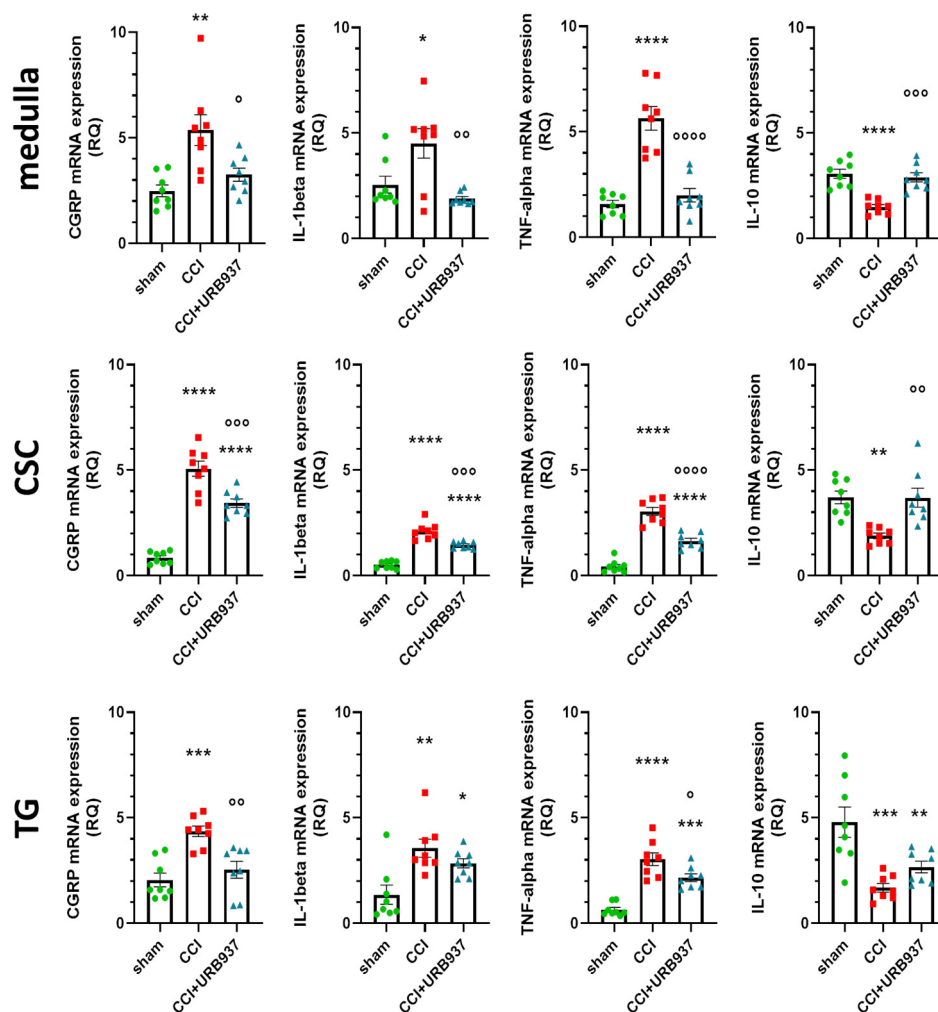 medulla
CGRP mRNA expression
(RQ)
10
5
0
**
°
sham
CCI
CCI+URB937
IL-1beta mRNA expression
(RQ)
10
5
0
*
°°
sham
CCI
CCI+URB937
TNF-alpha mRNA expression
(RQ)
10
5
0
****
°°°°
sham
CCI
CCI+URB937
IL-10 mRNA expression
(RQ)
10
5
0
****
°°°
sham
CCI
CCI+URB937
CSC
CGRP mRNA expression
(RQ)
10
5
0
****
°°°
****
sham
CCI
CCI+URB937
IL-1beta mRNA expression
(RQ)
10
5
0
****
°°°
****
sham
CCI
CCI+URB937
TNF-alpha mRNA expression
(RQ)
10
5
0
****
°°°°
****
sham
CCI
CCI+URB937
IL-10 mRNA expression
(RQ)
10
5
0
**
°°
sham
CCI
CCI+URB937
TG
CGRP mRNA expression
(RQ)
10
5
0
***
°°
sham
CCI
CCI+URB937
IL-1beta mRNA expression
(RQ)
10
5
0
**
*
sham
CCI
CCI+URB937
TNF-alpha mRNA expression
(RQ)
10
5
0
****
°
***
sham
CCI
CCI+URB937
IL-10 mRNA expression
(RQ)
10
5
0
***
**
sham
CCI
CCI+URB937